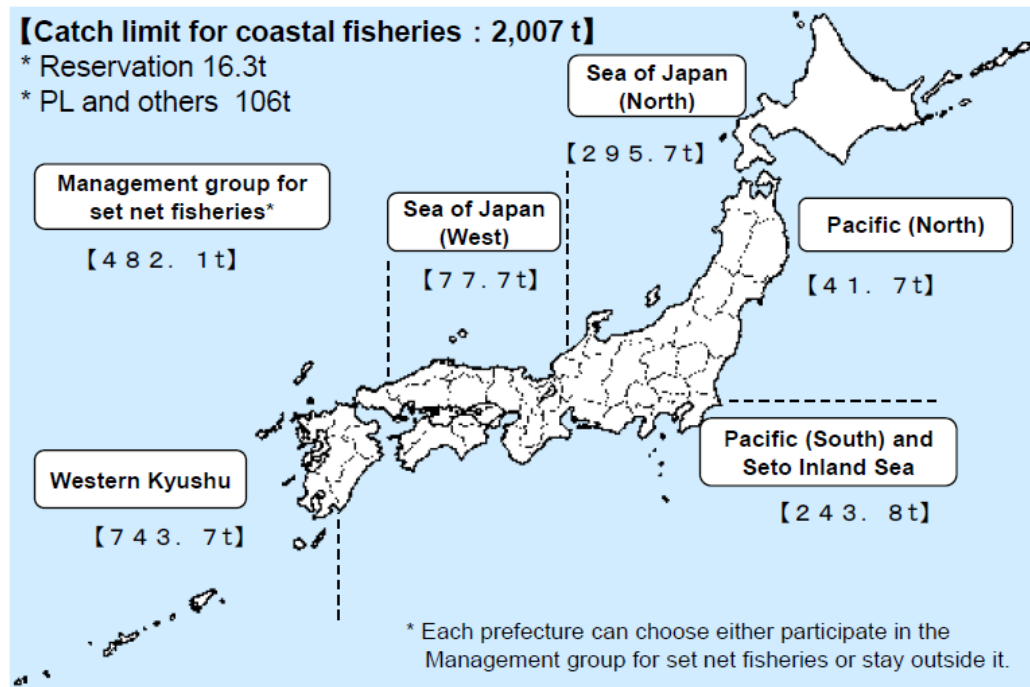 【Catch limit for coastal fisheries : 2,007 t】
* Reservation 16.3t
* PL and others 106t
Sea of Japan
(North)
【２９５.７t】
Management group for
set net fisheries*
【４８２. １t】
Sea of Japan
(West)
【７７.７t】
Pacific (North)
【４１. ７t】
Western Kyushu
【７４３. ７t】
Pacific (South) and
Seto Inland Sea
【２４３. ８t】
* Each prefecture can choose either participate in the
Management group for set net fisheries or stay outside it.